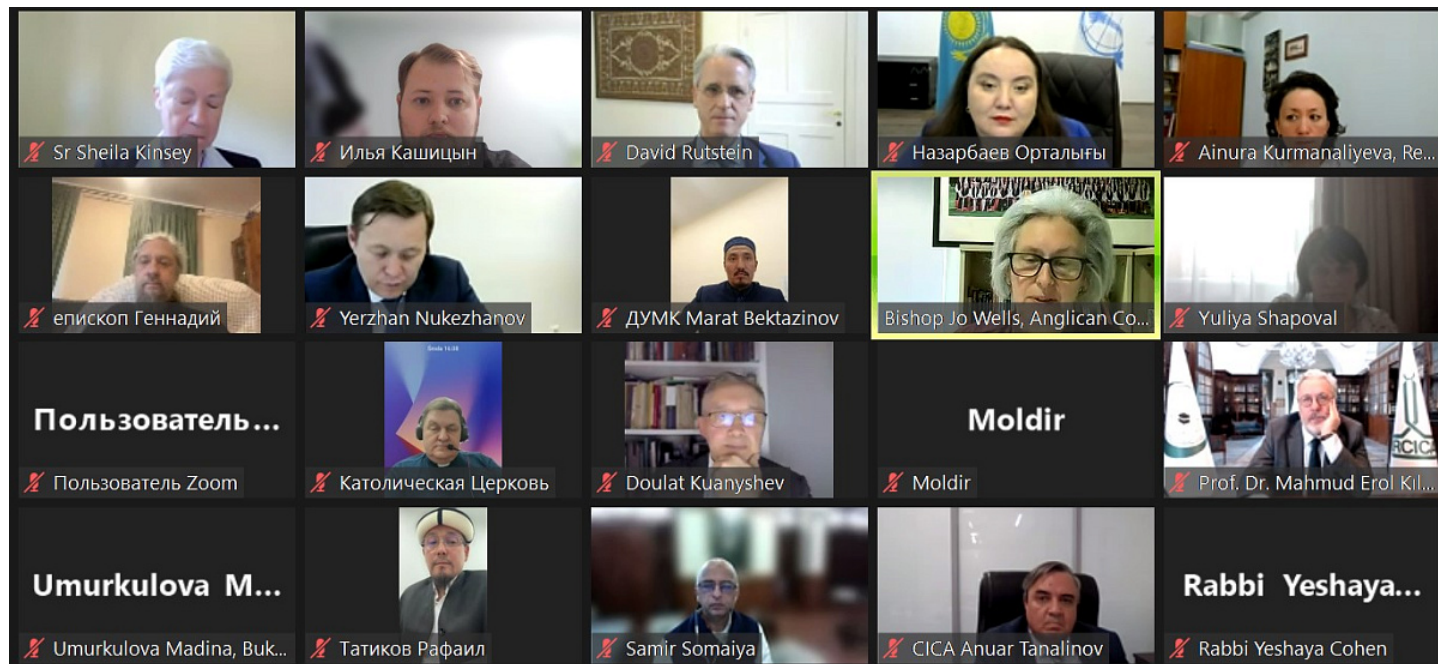 Sr Sheila Kinsey
Илья Кашицын
David Rutstein
Назарбаев Орталығы
Ainura Kurmanaliyeva, Re...
епископ Геннадий
Yerzhan Nukezhanov
ДУМК Marat Bektazinov
Bishop Jo Wells, Anglican Co...
Yuliya Shapoval
Пользователь...
Пользователь Zoom
Католическая Церковь
Doulat Kuanyshev
Moldir
Moldir
RCICA
Prof. Dr. Mahmud Erol Kıl...
Umurkulova M...
Umurkulova Madina, Buk...
Татиков Рафаил
Samir Somaiya
CICA Anuar Tanalinov
Rabbi Yeshaya...
Rabbi Yeshaya Cohen